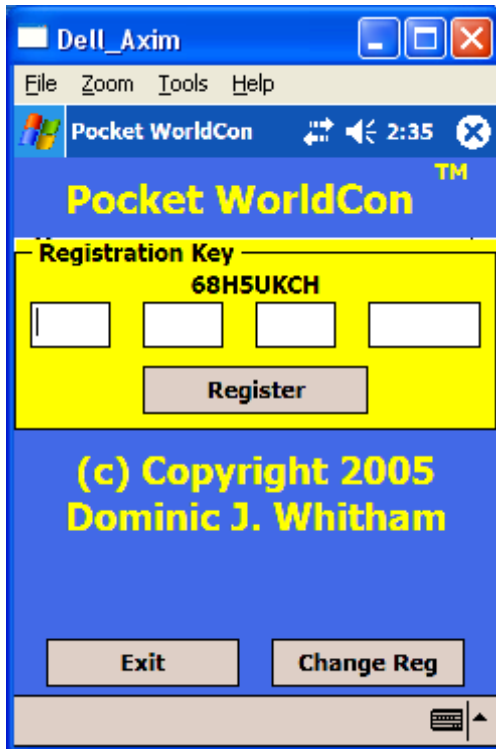 Dell_Axim
File Zoom Tools Help
Pocket WorldCon 2:35
Pocket WorldCon TM
Registration Key
68H5UKCH
Register
(c) Copyright 2005
Dominic J. Whitham
Exit Change Reg